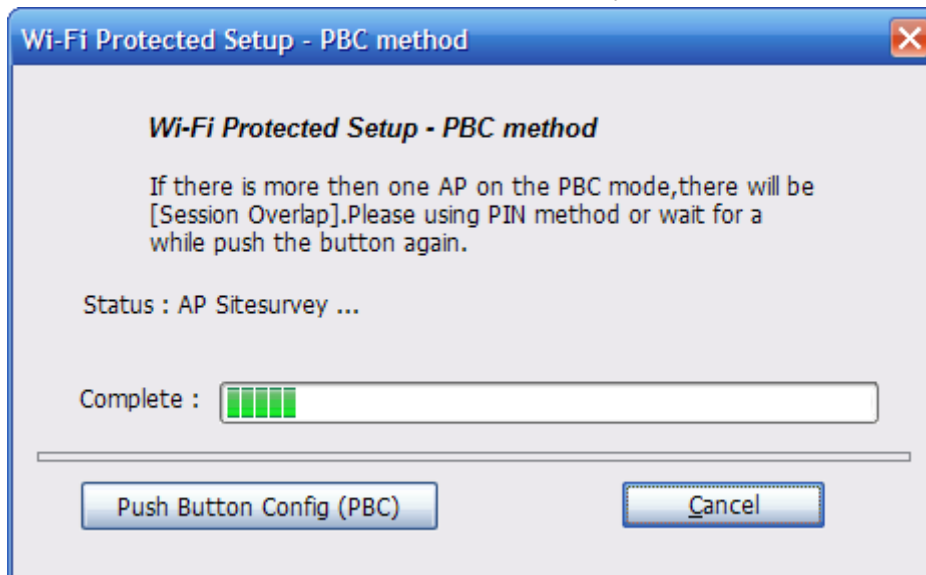 Wi-Fi Protected Setup - PBC method
Wi-Fi Protected Setup - PBC method
If there is more then one AP on the PBC mode,there will be
[Session Overlap].Please using PIN method or wait for a
while push the button again.
Status : AP Sitesurvey ...
Complete :
Push Button Config (PBC)
Cancel